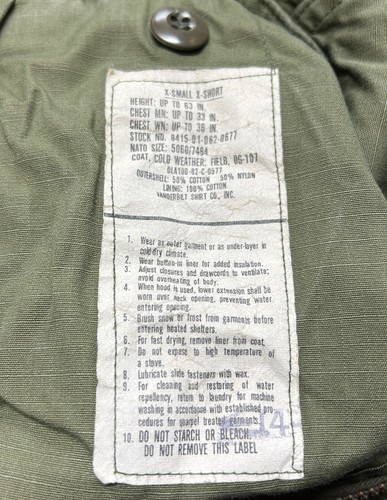 X-SMALL X-SHORT
HEIGHT: UP TO 63 IN.
CHEST MN: UP TO 33 IN.
CHEST WN: UP TO 36 IN.
STOCK NO. 8415-01-062-0677
NATO SIZE: 5060/7484
COAT, COLD WEATHER: FIELD, OG-107
DLA100-82-C-0577
OUTERSHELL: 50% COTTON 50% NYLON
LINING: 100% COTTON
VANDERBILT SHIRT CO., INC.
1. Wear as outer garment or as under-layer in
cold-dry climate.
2. Wear button-in liner for added insulation.
3. Adjust closures and drawcords to ventilate;
avoid overheating of body.
4. When hood is used, lower extension shall be
worn over neck opening, preventing water
entering opening.
5. Brush snow or frost from garments before
entering heated shelters.
6. For fast drying, remove liner from coat.
7. Do not expose to high temperature of
a stove.
8. Lubricate slide fasteners with wax.
9. For cleaning and restoring of water
repellency, return to laundry for machine
washing in accordance with established pro-
cedures for quarpel treated garments.
10. DO NOT STARCH OR BLEACH.
DO NOT REMOVE THIS LABEL